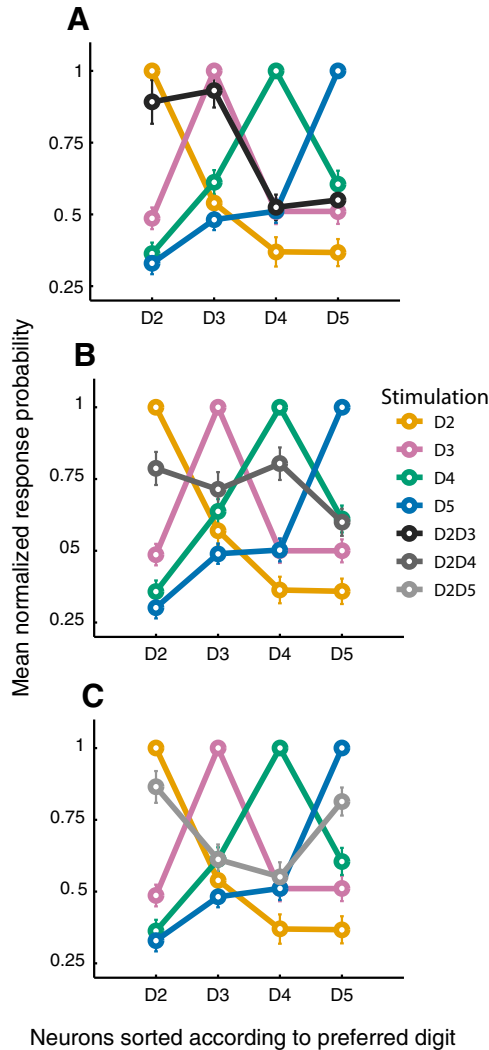 A
1
0.75
0.5
0.25
D2 D3 D4 D5
B
1
0.75
05
0.25
D2 D3 D4 D5
C
1
0.75
0.5
0.25
D2 D3 D4 D5
Mean normalized response probability
Neurons sorted according to preferred digit
Stimulation
D2
D3
D4
D5
D2D3
D2D4
D2D5